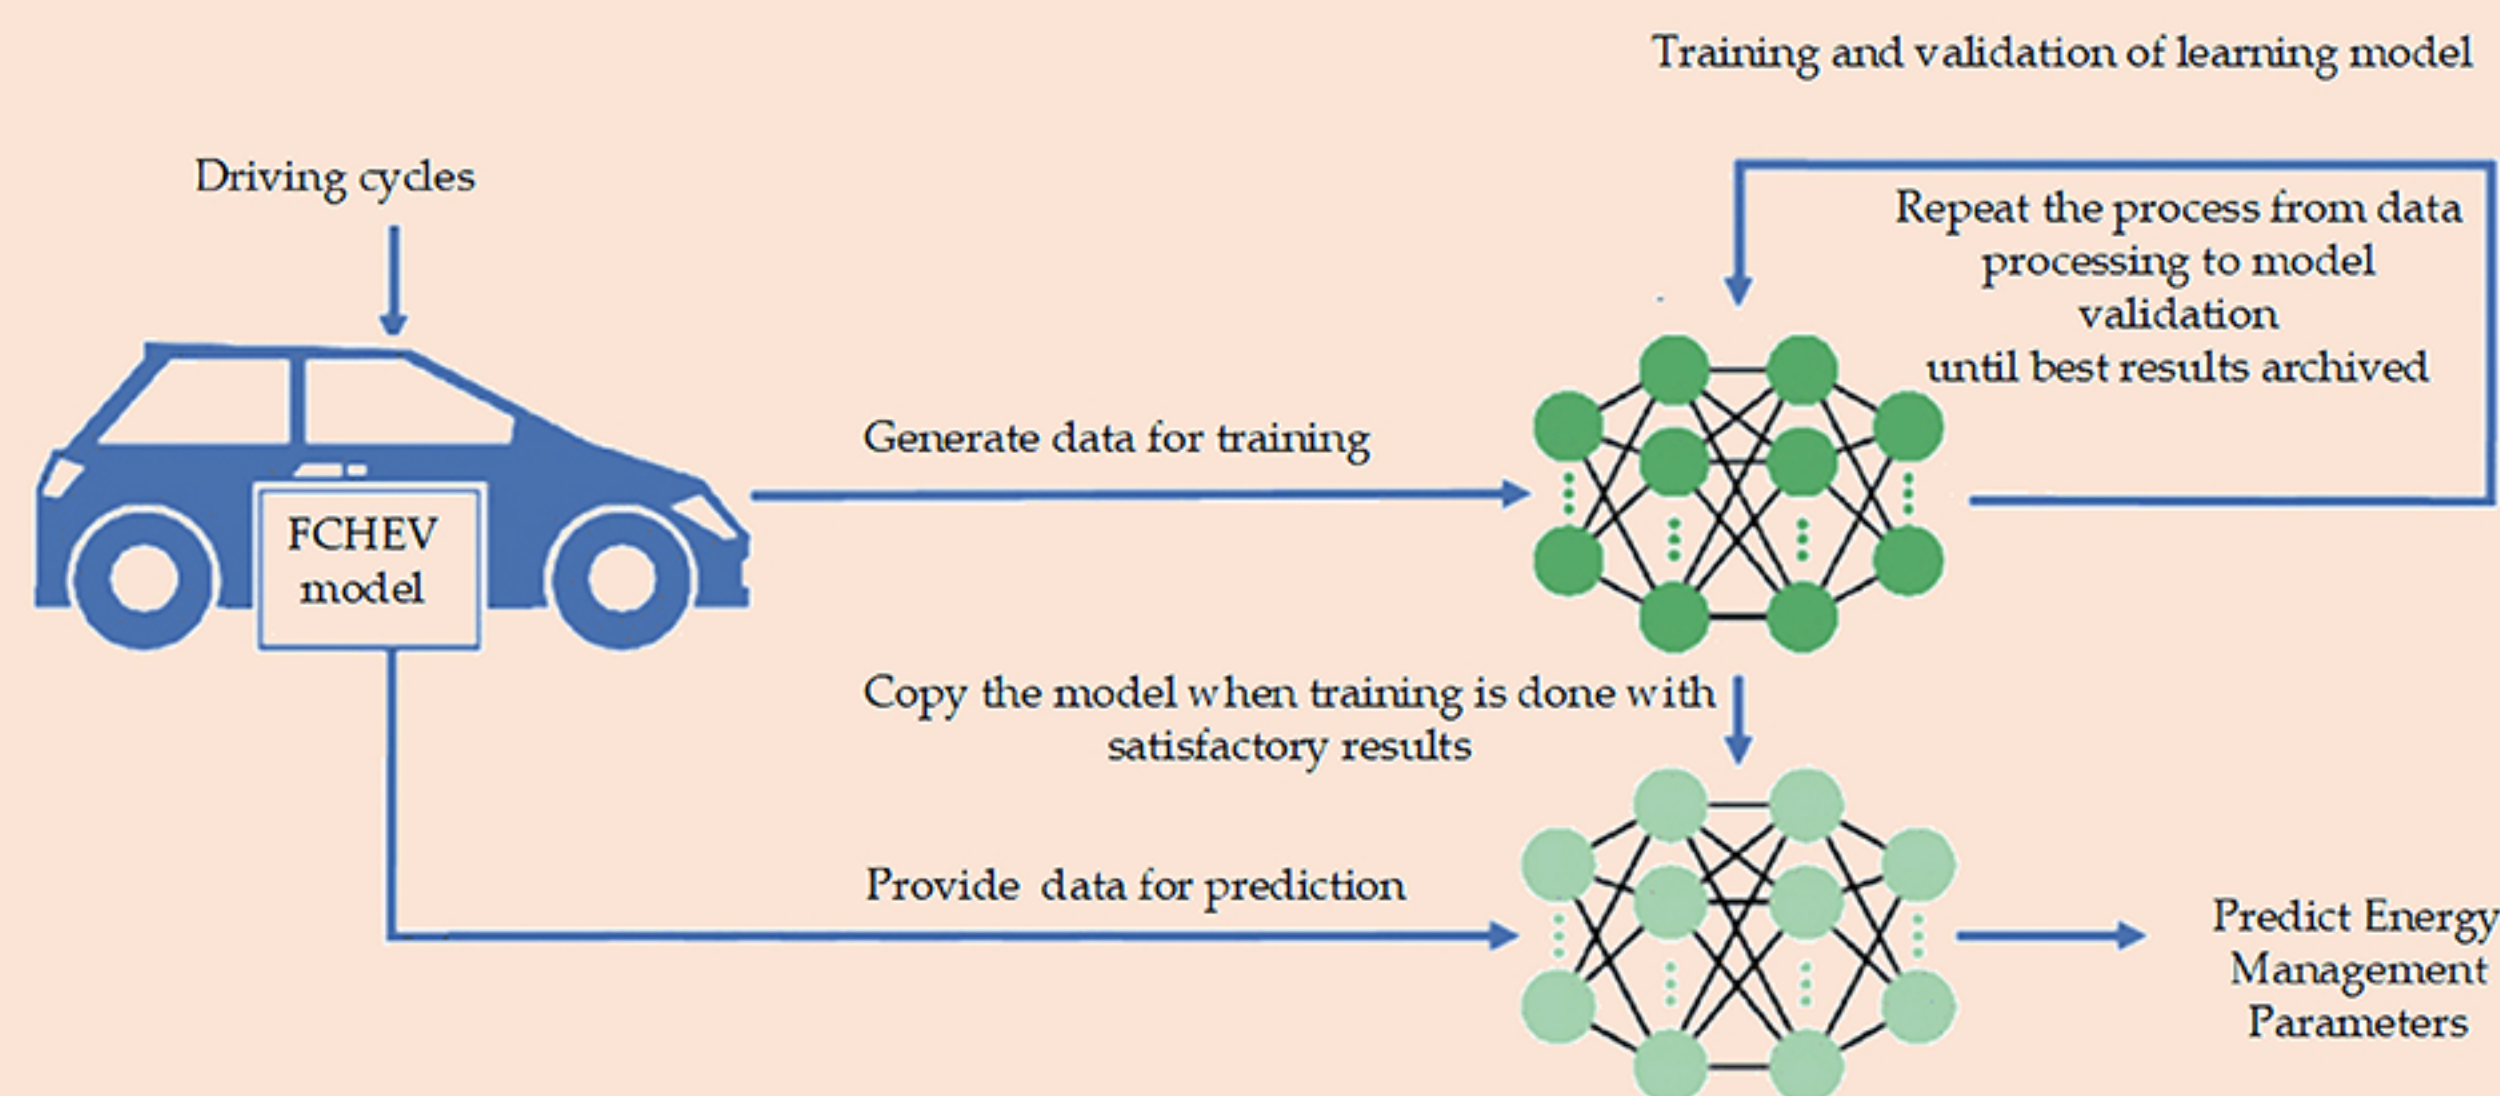 Training and validation of learning model
Driving cycles
Repeat the process from data
processing to model
validation
until best results archived
Generate data for training
FCHEV
model
Copy the model when training is done with
satisfactory results
Provide data for prediction
Predict Energy
Management
Parameters